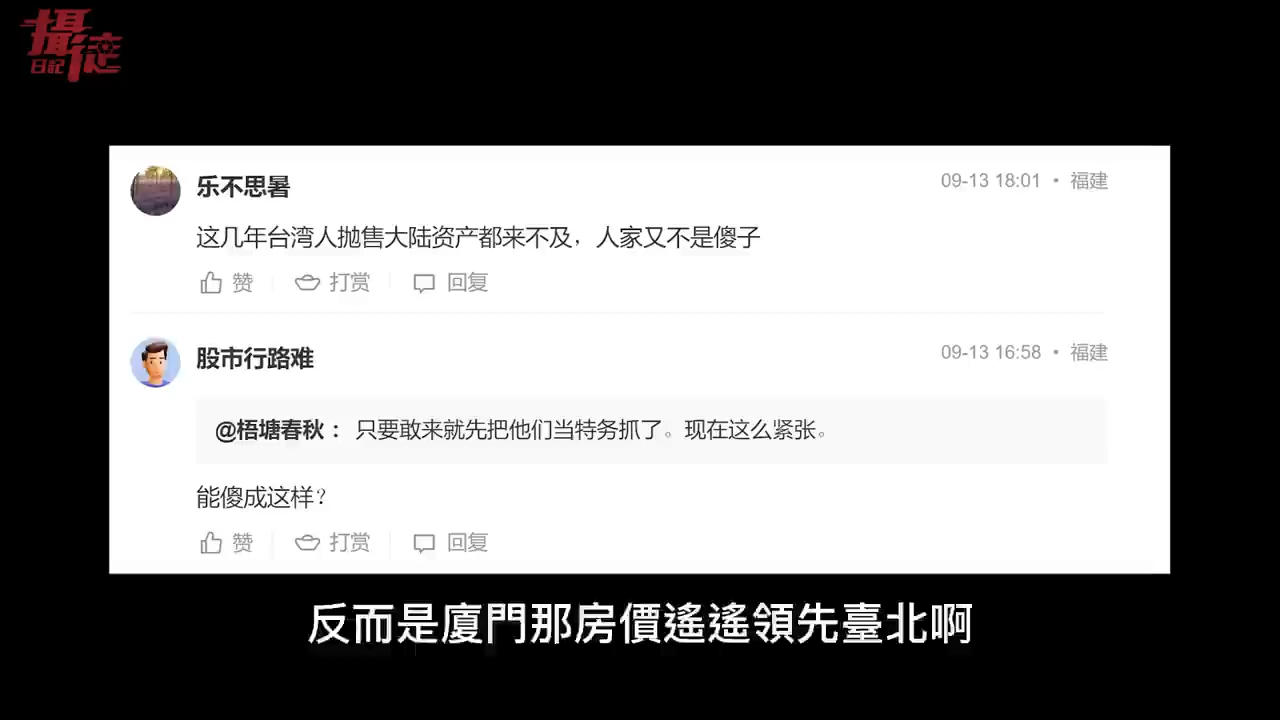 攝徒
日記
乐不思暑
09-13 18:01 • 福建
这几年台湾人抛售大陆资产都来不及，人家又不是傻子
赞 打赏 回复
股市行路难
09-13 16:58 • 福建
@梧塘春秋： 只要敢来就先把他们当特务抓了。现在这么紧张。
能傻成这样？
赞 打赏 回复
反而是廈門那房價遙遙領先臺北啊